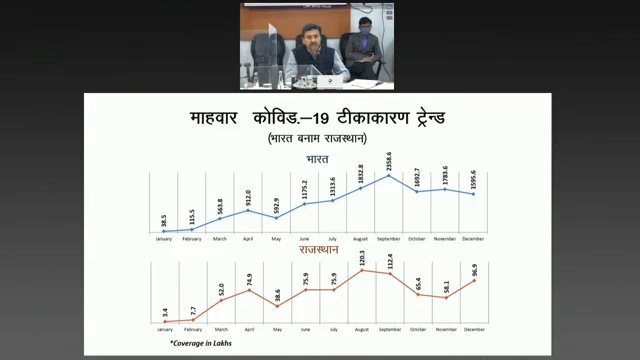 माहवार कोविड.–19 टीकाकारण ट्रेन्ड
(भारत बनाम राजस्थान)
भारत
38.5 115.5 563.8 912.0 592.9 1175.2 1313.6 1832.8 2358.6 1692.7 1783.6 1595.6
January February March April May June July August September October November December
राजस्थान
3.4 7.7 52.0 74.9 38.6 75.9 75.9 120.3 112.4 65.4 58.1 96.9
January February March April May June July August September October November December
*Coverage in Lakhs